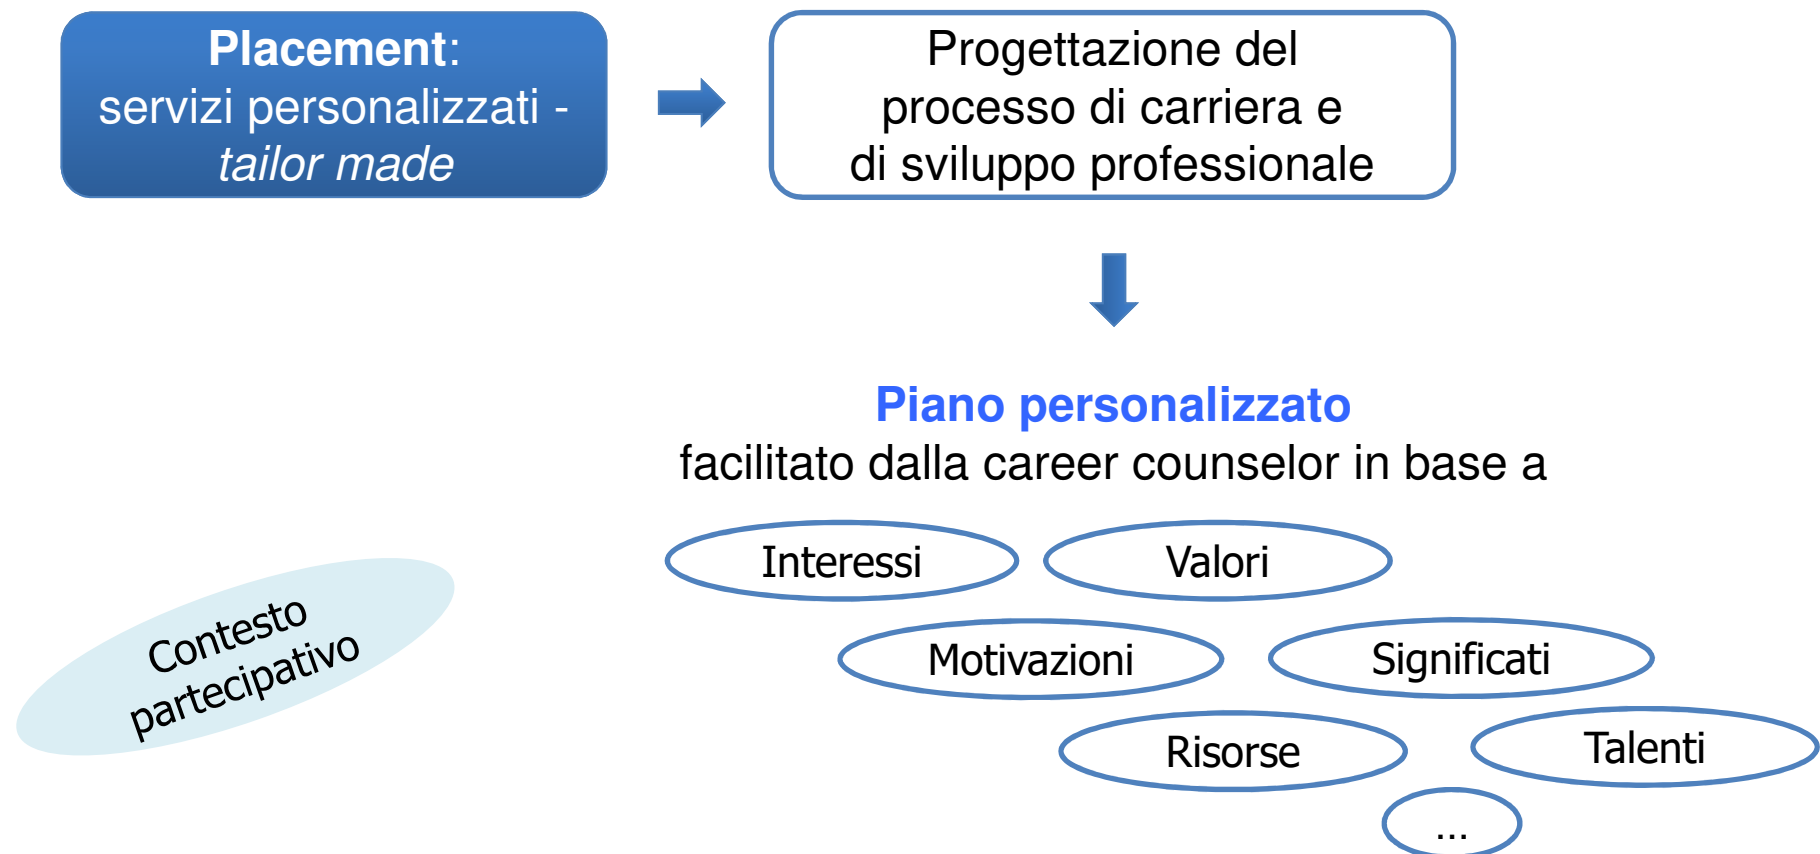 Placement:
servizi personalizzati -
tailor made
Progettazione del
processo di carriera e
di sviluppo professionale
Piano personalizzato
facilitato dalla career counselor in base a
Interessi
Valori
Contesto
partecipativo
Motivazioni
Significati
Risorse
Talenti
...